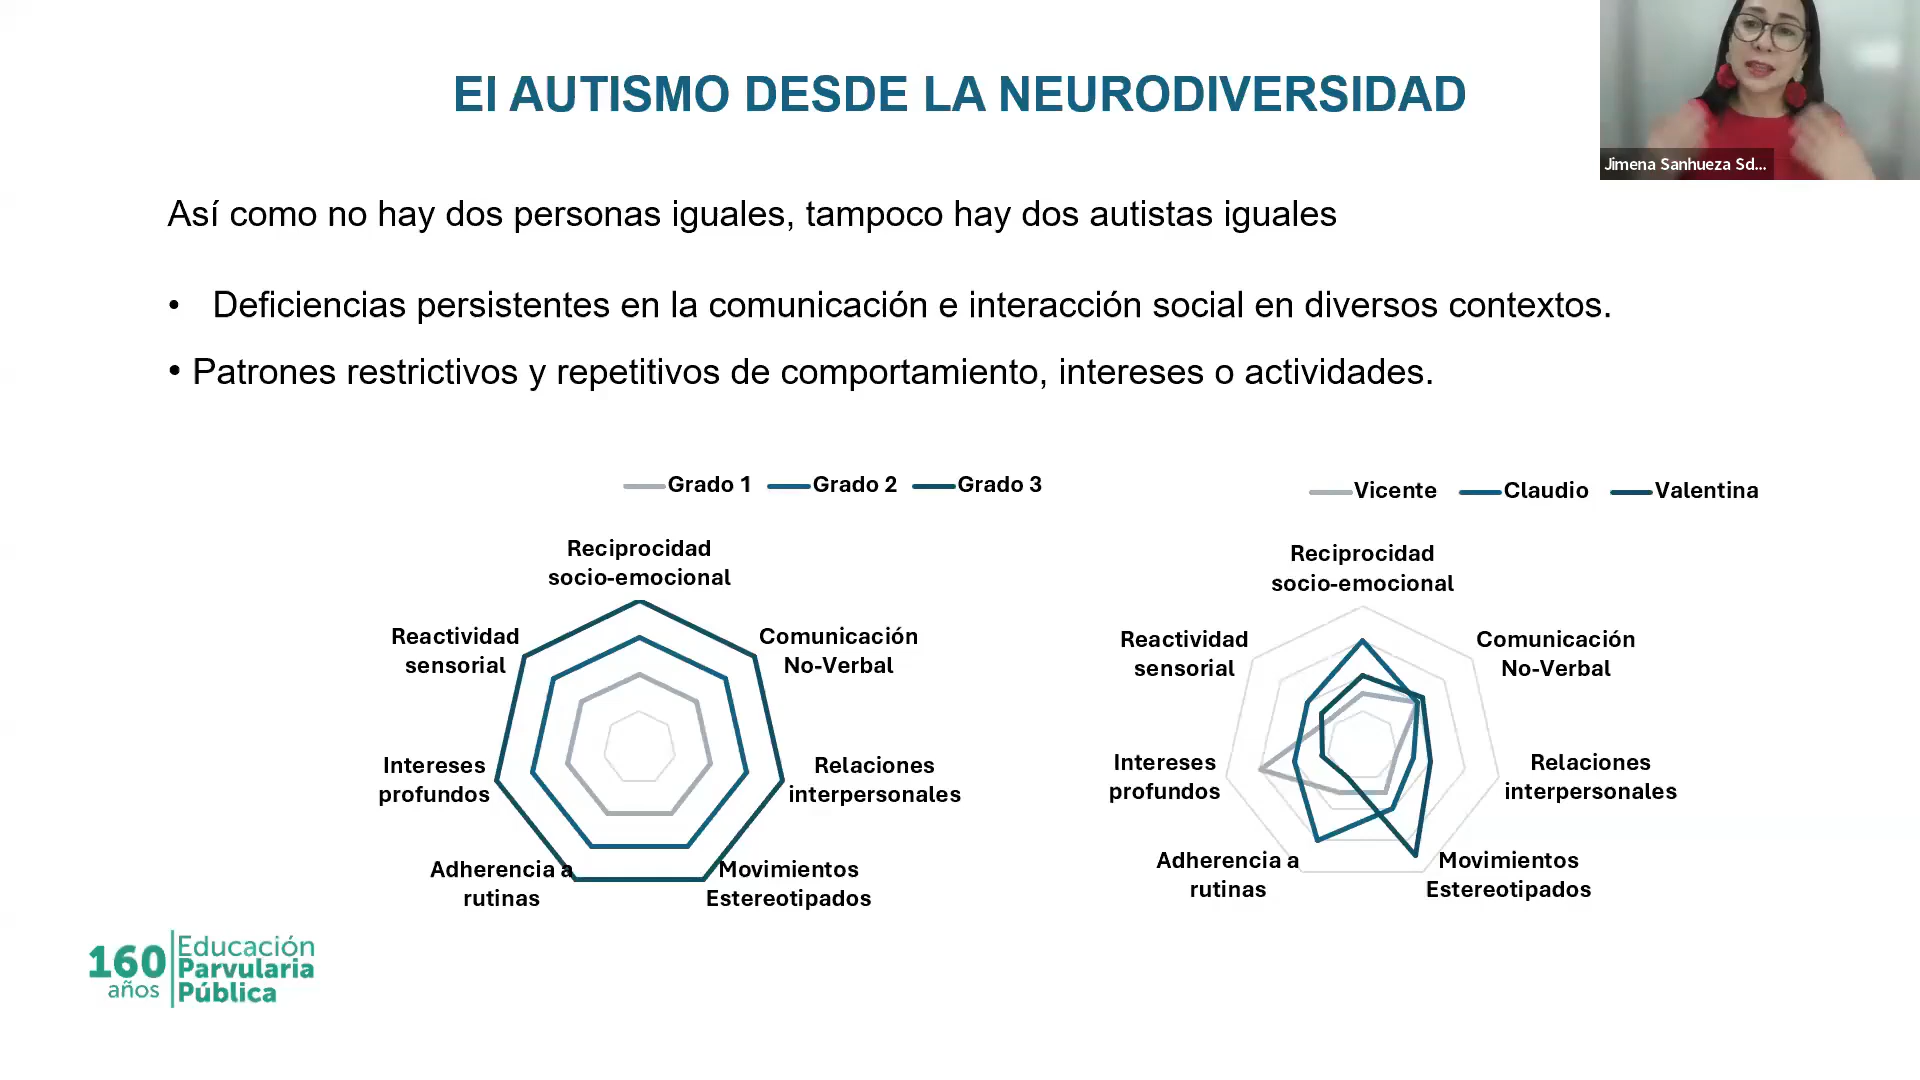 El AUTISMO DESDE LA NEURODIVERSIDAD
Jimena Sanhueza Sd...
Así como no hay dos personas iguales, tampoco hay dos autistas iguales
• Deficiencias persistentes en la comunicación e interacción social en diversos contextos.
• Patrones restrictivos y repetitivos de comportamiento, intereses o actividades.
Grado 1 Grado 2 Grado 3
Reciprocidad
socio-emocional
Reactividad
sensorial
Comunicación
No-Verbal
Intereses
profundos
Relaciones
interpersonales
Adherencia a
rutinas
Movimientos
Estereotipados
Vicente Claudio Valentina
Reciprocidad
socio-emocional
Reactividad
sensorial
Comunicación
No-Verbal
Intereses
profundos
Relaciones
interpersonales
Adherencia a
rutinas
Movimientos
Estereotipados
160
años
Educación
Parvularia
Pública